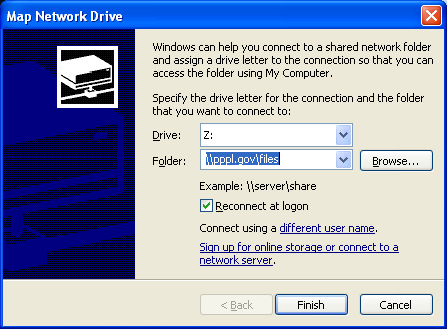 Map Network Drive
Windows can help you connect to a shared network folder
and assign a drive letter to the connection so that you can
access the folder using My Computer.
Specify the drive letter for the connection and the folder
that you want to connect to:
Drive: Z:
Folder: \\pppl.gov\files Browse...
Example: \\server\share
Reconnect at logon
Connect using a different user name.
Sign up for online storage or connect to a
network server.
< Back Finish Cancel